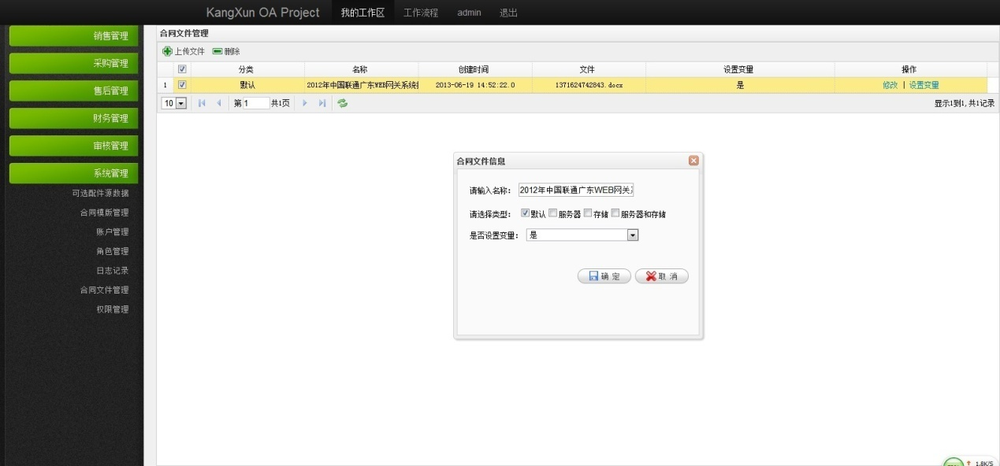 KangXun OA Project 我的工作区 工作流程 admin 退出
销售管理
采购管理
售后管理
财务管理
审核管理
系统管理
可选配件源数据
合同模版管理
账户管理
角色管理
日志记录
合同文件管理
权限管理
合同文件管理
上传文件 删除
分类 名称 创建时间 文件 设置变量 操作
1 默认 2012年中国联通广东WEB网关系统扩 2013-06-19 14:52:22.0 1371624742843.docx 是 修改 | 设置变量
10 第 1 共1页 显示1到1,共1记录
合同文件信息
请输入名称: 2012年中国联通广东WEB网关系
请选择类型: 默认 服务器 存储 服务器和存储
是否设置变量: 是
确 定 取 消
1.8K/S